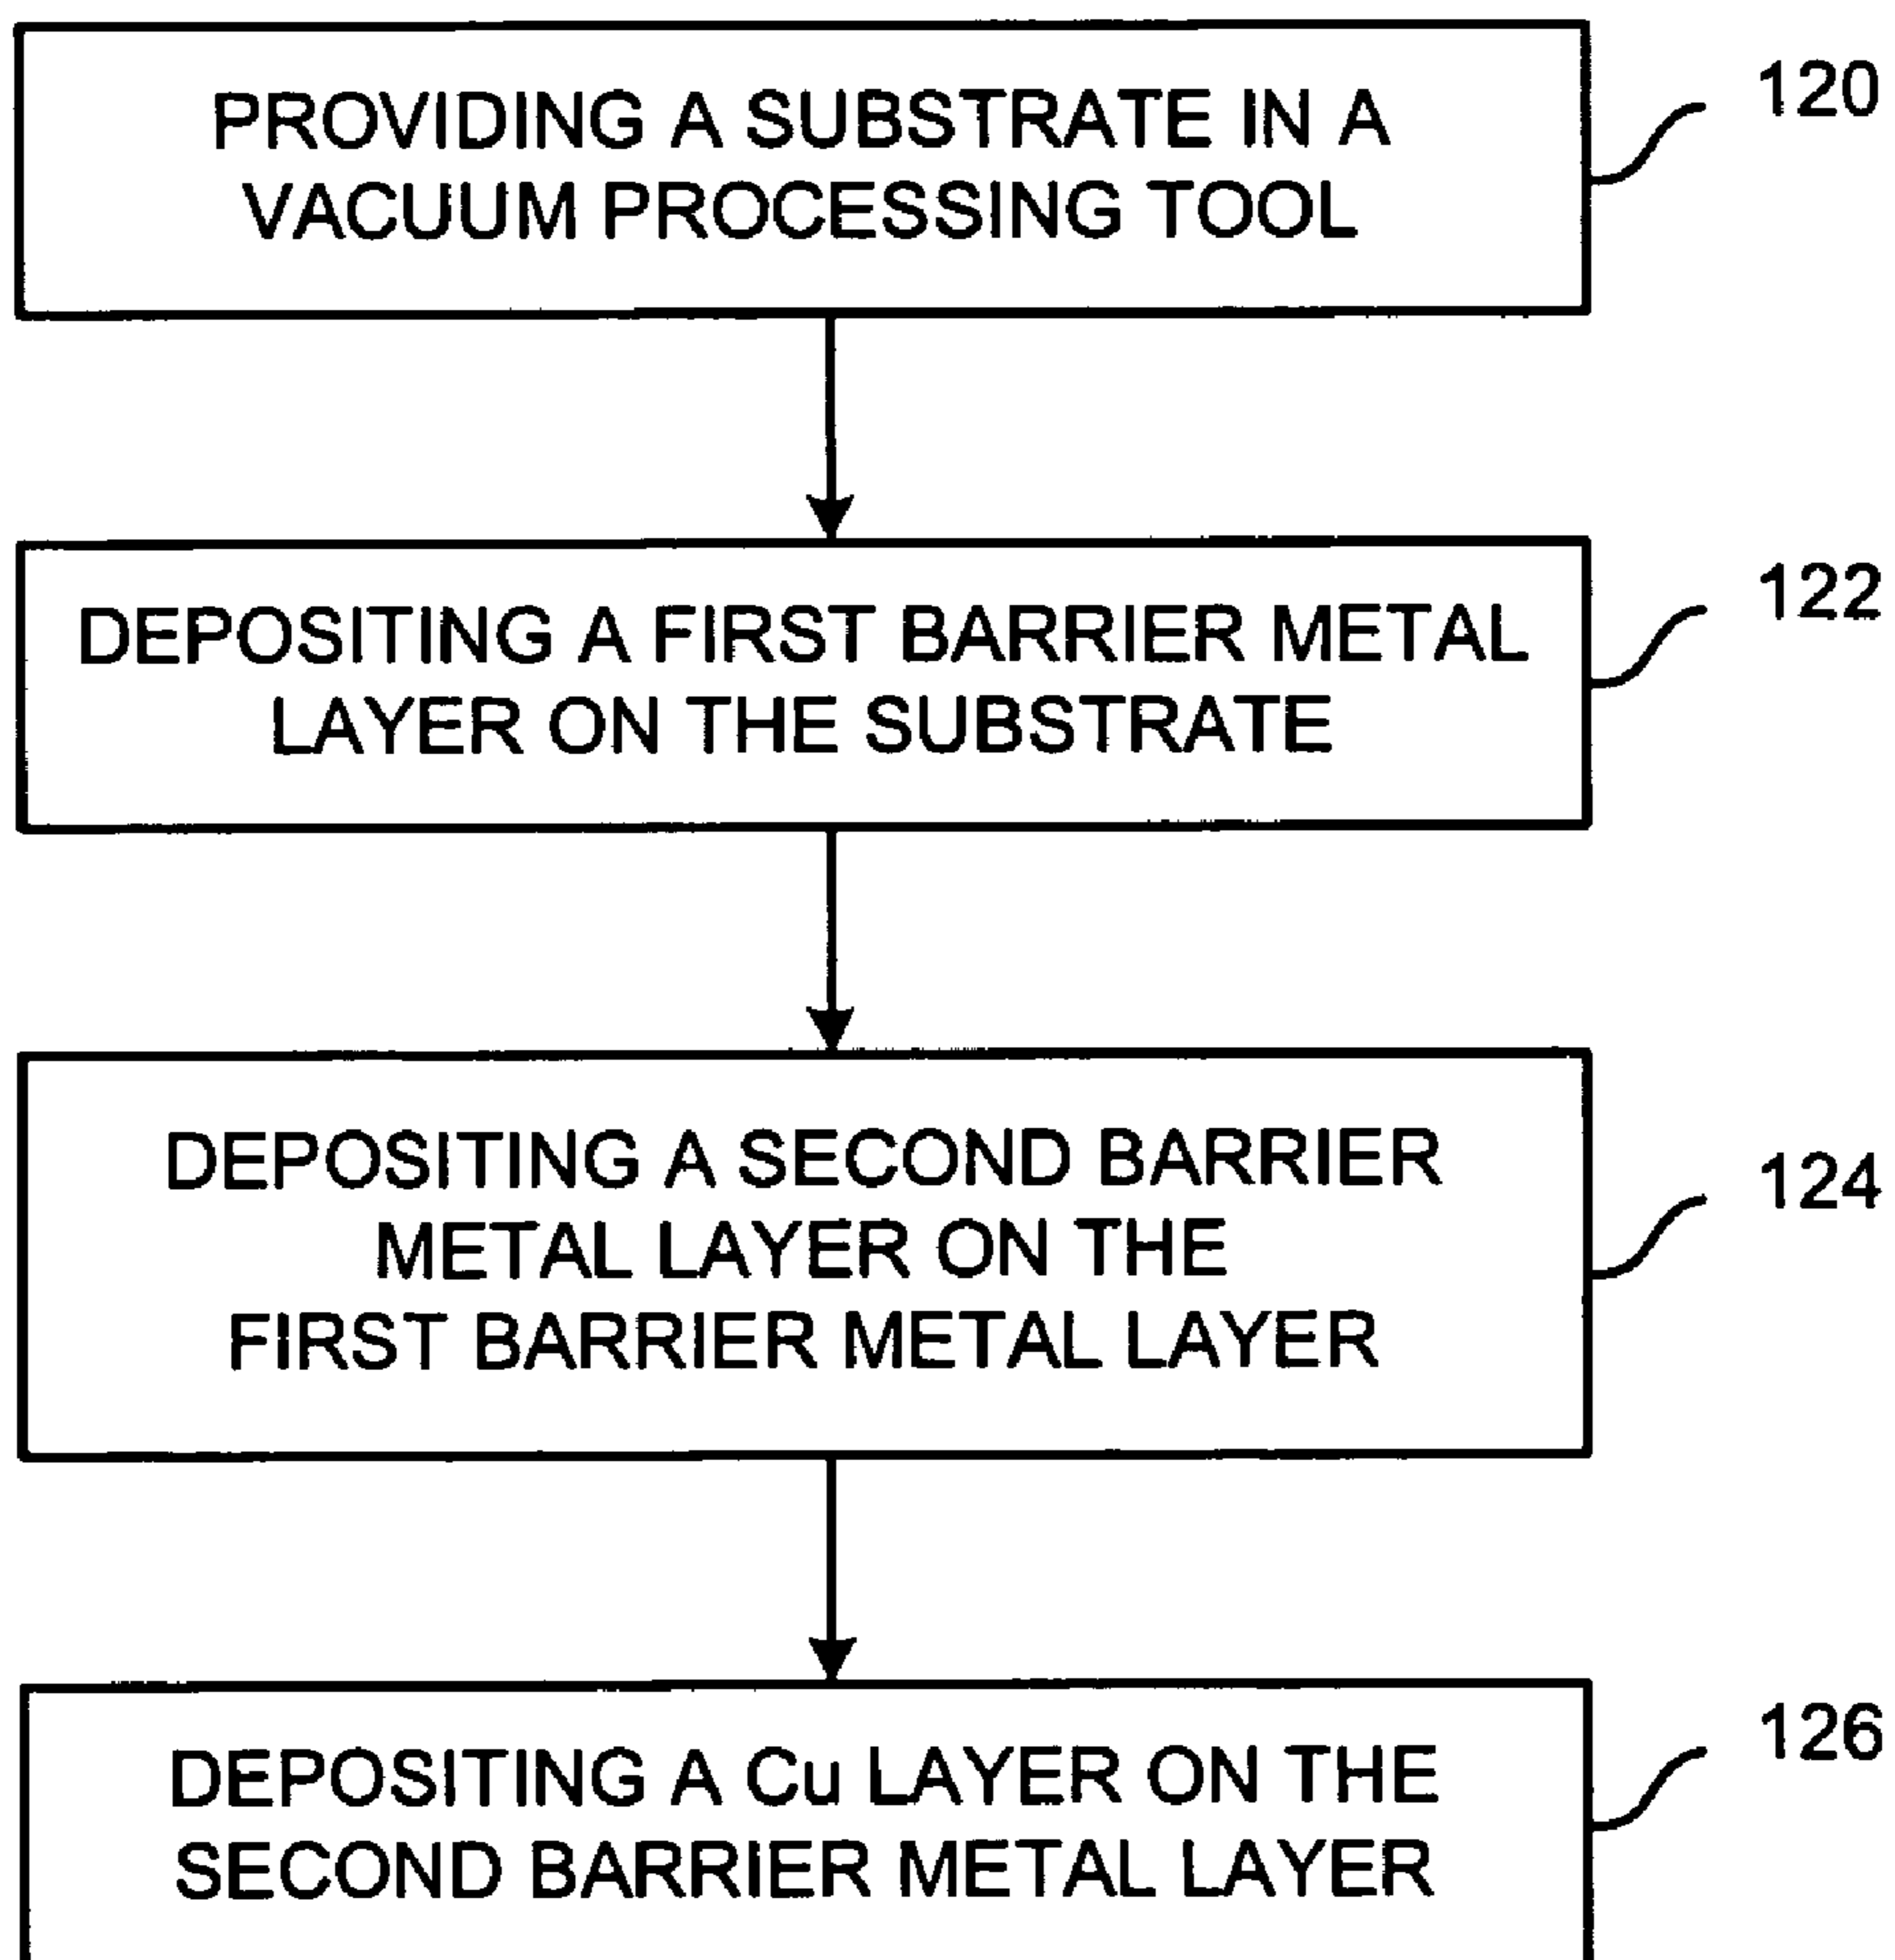 PROVIDING A SUBSTRATE IN A
VACUUM PROCESSING TOOL
120
DEPOSITING A FIRST BARRIER METAL
LAYER ON THE SUBSTRATE
122
DEPOSITING A SECOND BARRIER
METAL LAYER ON THE
FIRST BARRIER METAL LAYER
124
DEPOSITING A Cu LAYER ON THE
SECOND BARRIER METAL LAYER
126